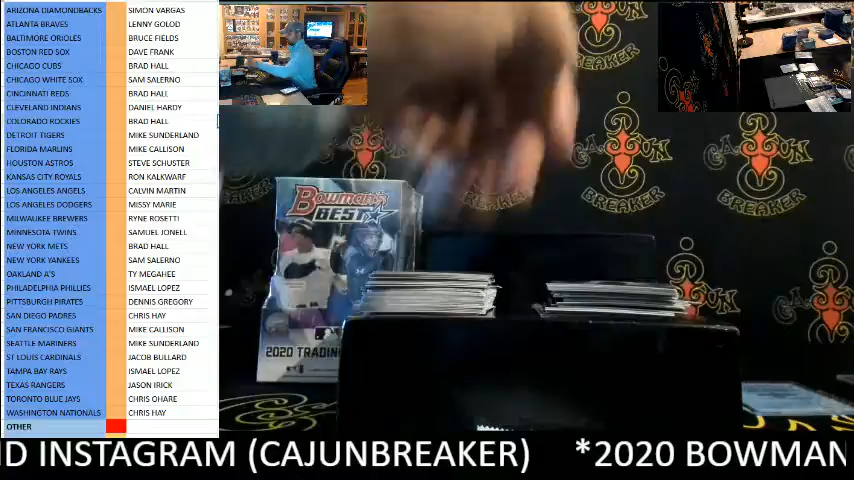 ARIZONA DIAMONDBACKS SIMON VARGAS
ATLANTA BRAVES LENNY GOLOD
BALTIMORE ORIOLES BRUCE FIELDS
BOSTON RED SOX DAVE FRANK
CHICAGO CUBS BRAD HALL
CHICAGO WHITE SOX SAM SALERNO
CINCINNATI REDS BRAD HALL
CLEVELAND INDIANS DANIEL HARDY
COLORADO ROCKIES BRAD HALL
DETROIT TIGERS MIKE SUNDERLAND
FLORIDA MARLINS MIKE CALLISON
HOUSTON ASTROS STEVE SCHUSTER
KANSAS CITY ROYALS RON KALKWARF
LOS ANGELES ANGELS CALVIN MARTIN
LOS ANGELES DODGERS MISSY MARIE
MILWAUKEE BREWERS RYNE ROSETTI
MINNESOTA TWINS SAMUEL JONELL
NEW YORK METS BRAD HALL
NEW YORK YANKEES SAM SALERNO
OAKLAND A'S TY MEGAHEE
PHILADELPHIA PHILLIES ISMAEL LOPEZ
PITTSBURGH PIRATES DENNIS GREGORY
SAN DIEGO PADRES CHRIS HAY
SAN FRANCISCO GIANTS MIKE CALLISON
SEATTLE MARINERS MIKE SUNDERLAND
ST LOUIS CARDINALS JACOB BULLARD
TAMPA BAY RAYS ISMAEL LOPEZ
TEXAS RANGERS JASON IRICK
TORONTO BLUE JAYS CHRIS OHARE
WASHINGTON NATIONALS CHRIS HAY
OTHER
BOWMAN'S
BEST
2020 TRADIN
CAJUN
BREAKER
CAJUN
BREAKER
BREAKER
D INSTAGRAM (CAJUNBREAKER) *2020 BOWMAN